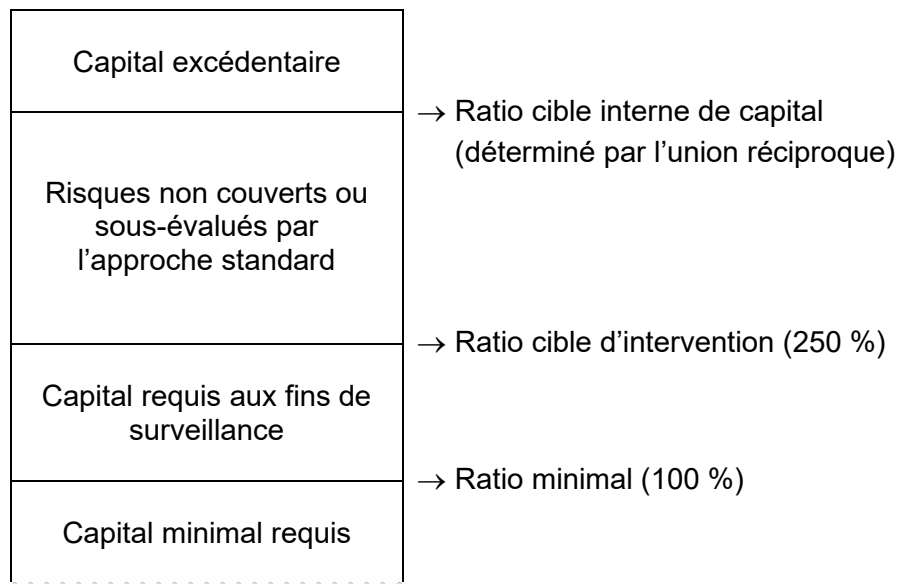 Capital excédentaire
→ Ratio cible interne de capital
(déterminé par l’union réciproque)
Risques non couverts ou
sous-évalués par
l’approche standard
→ Ratio cible d’intervention (250 %)
Capital requis aux fins de
surveillance
→ Ratio minimal (100 %)
Capital minimal requis